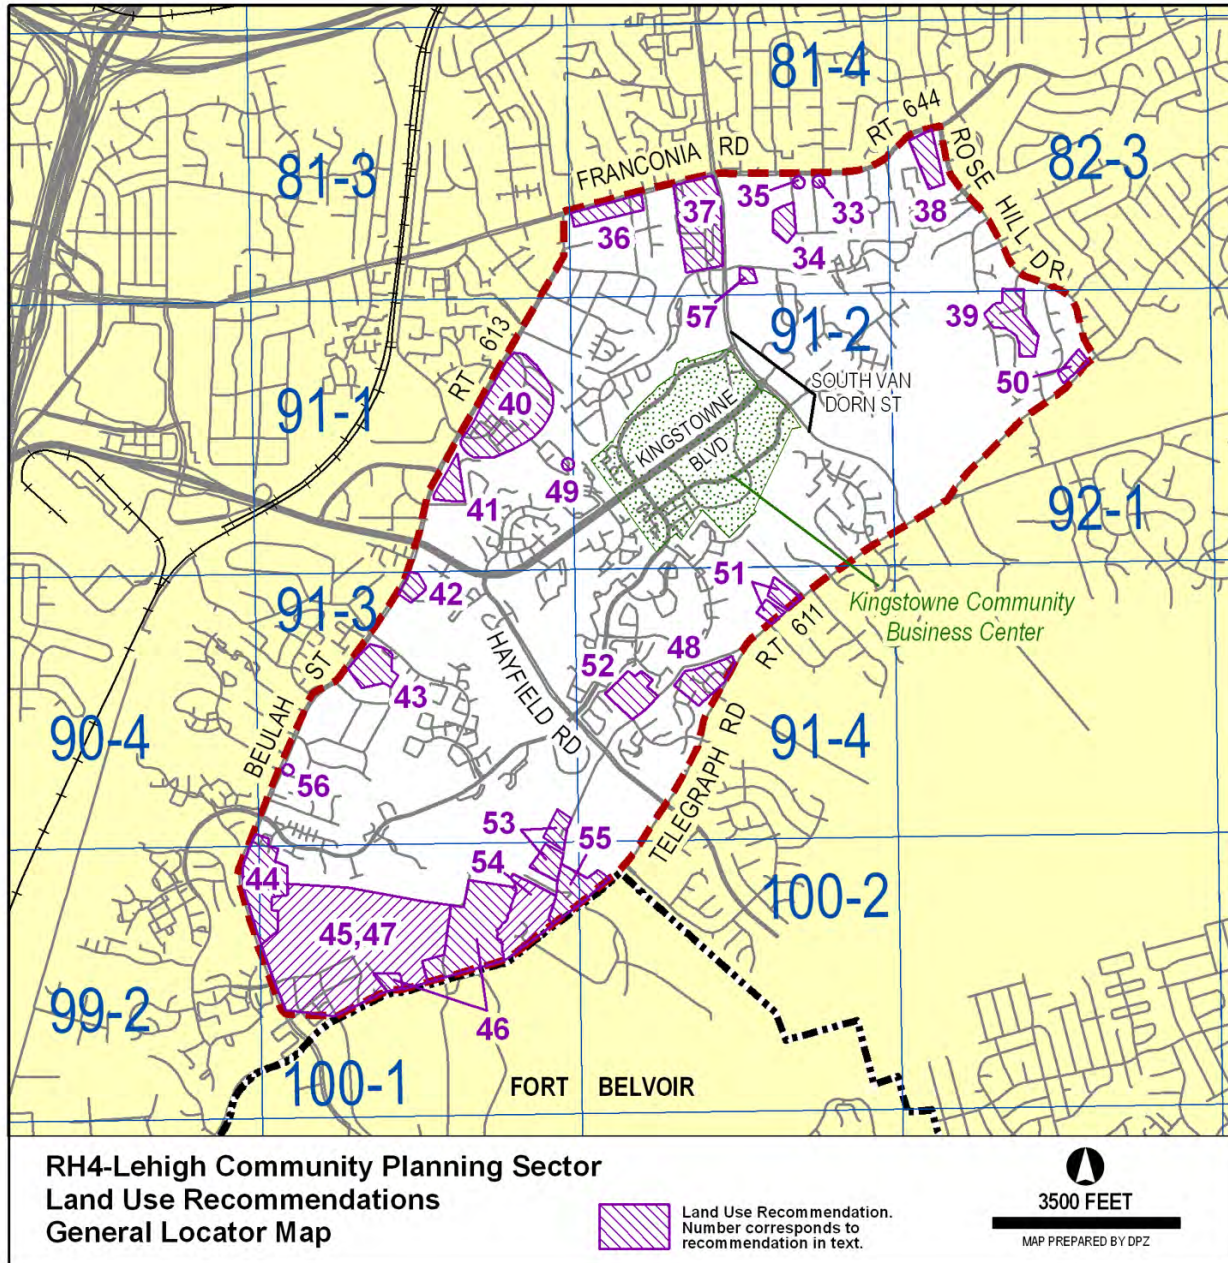 81-4
RT 644
FRANCONIA RD
ROSE HILL DR
82-3
81-3
35
33
37
38
36
34
57
39
RT 613
91-2
50
SOUTH VAN
DORN ST
91-1
40
KINGSTOWNE
BLVD
49
41
92-1
51
42
91-3
Kingstowne Community
Business Center
RT 611
HAYFIELD RD
48
52
BEULAH ST
43
90-4
TELEGRAPH RD
91-4
56
53
55
54
44
100-2
45,47
99-2
46
100-1
FORT BELVOIR
RH4-Lehigh Community Planning Sector
Land Use Recommendations
General Locator Map
Land Use Recommendation.
Number corresponds to
recommendation in text.
3500 FEET
MAP PREPARED BY DPZ